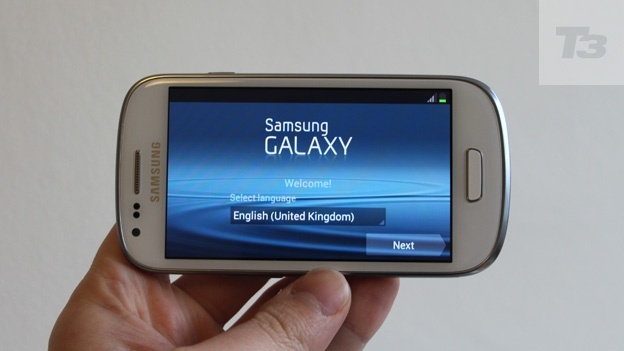 T3
SAMSUNG
Samsung
GALAXY
Welcome!
Select language
English (United Kingdom)
Next